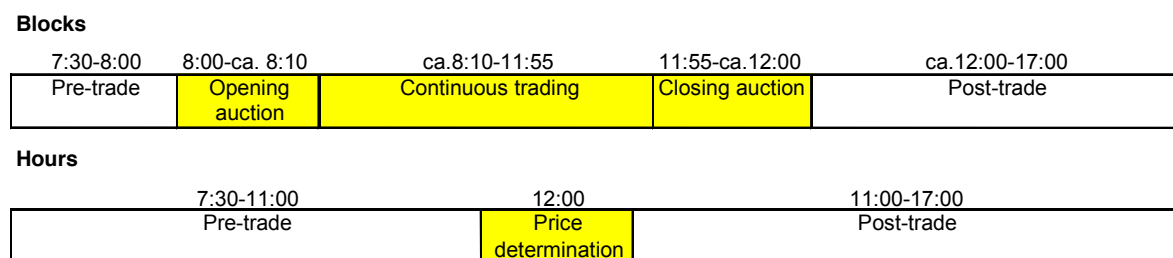 Blocks
7:30-8:00 8:00-ca. 8:10 ca.8:10-11:55 11:55-ca.12:00 ca.12:00-17:00
Pre-trade Opening Continuous trading Closing auction Post-trade
auction
Hours
7:30-11:00 12:00 11:00-17:00
Pre-trade Price Post-trade
determination